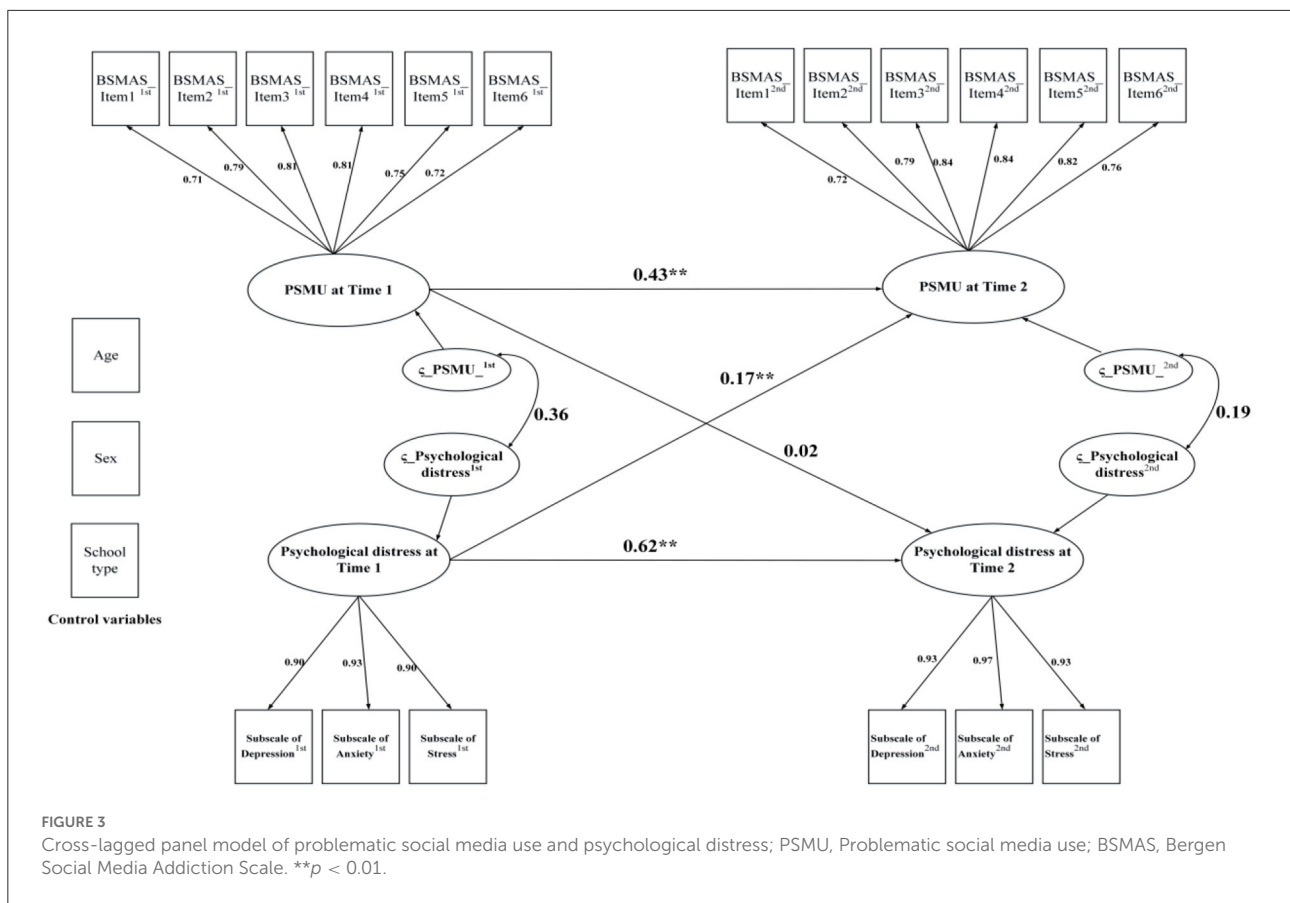 BSMAS_
Item1 1st
BSMAS_
Item2 1st
BSMAS_
Item3 1st
BSMAS_
Item4 1st
BSMAS_
Item5 1st
BSMAS_
Item6 1st
BSMAS_
Item1 2nd
BSMAS_
Item2 2nd
BSMAS_
Item3 2nd
BSMAS_
Item4 2nd
BSMAS_
Item5 2nd
BSMAS_
Item6 2nd
0.71
0.79
0.81
0.81
0.75
0.72
0.72
0.79
0.84
0.84
0.82
0.76
PSMU at Time 1
0.43**
PSMU at Time 2
Age
Sex
School
type
Control variables
ς_PSMU_1st
0.36
ς_Psychological
distress1st
0.17**
0.02
ς_PSMU_2nd
0.19
ς_Psychological
distress2nd
Psychological distress at
Time 1
0.62**
Psychological distress at
Time 2
0.90
0.93
0.90
0.93
0.97
0.93
Subscale of
Depression1st
Subscale of
Anxiety1st
Subscale of
Stress1st
Subscale of
Depression2nd
Subscale of
Anxiety2nd
Subscale of
Stress2nd
FIGURE 3
Cross-lagged panel model of problematic social media use and psychological distress; PSMU, Problematic social media use; BSMAS, Bergen
Social Media Addiction Scale. **p < 0.01.